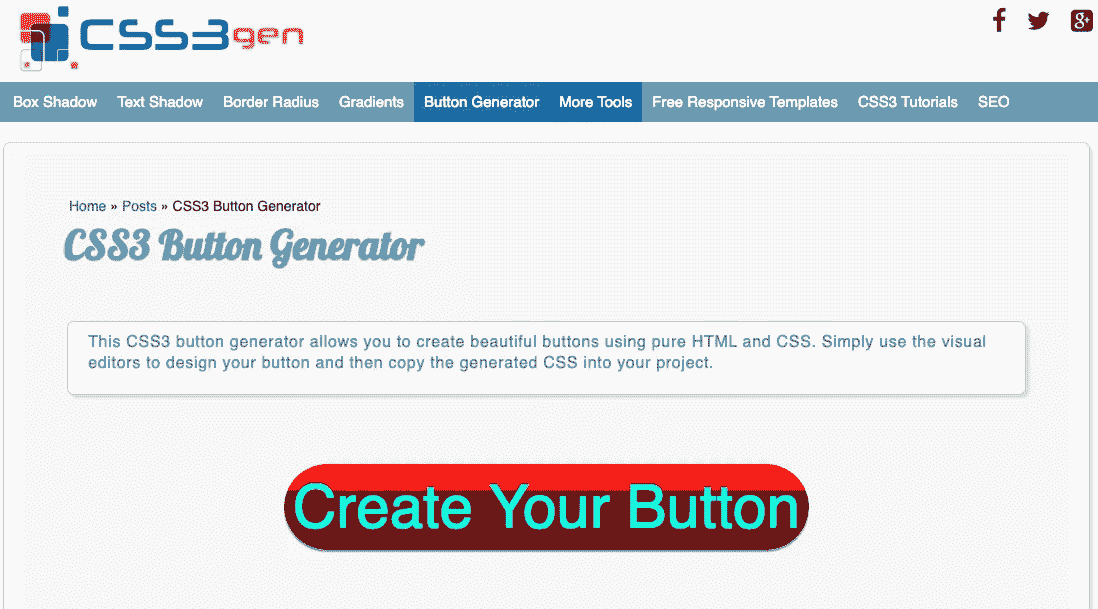 CSS3gen
Box Shadow Text Shadow Border Radius Gradients Button Generator More Tools Free Responsive Templates CSS3 Tutorials SEO
Home » Posts » CSS3 Button Generator
CSS3 Button Generator
This CSS3 button generator allows you to create beautiful buttons using pure HTML and CSS. Simply use the visual
editors to design your button and then copy the generated CSS into your project.
Create Your Button